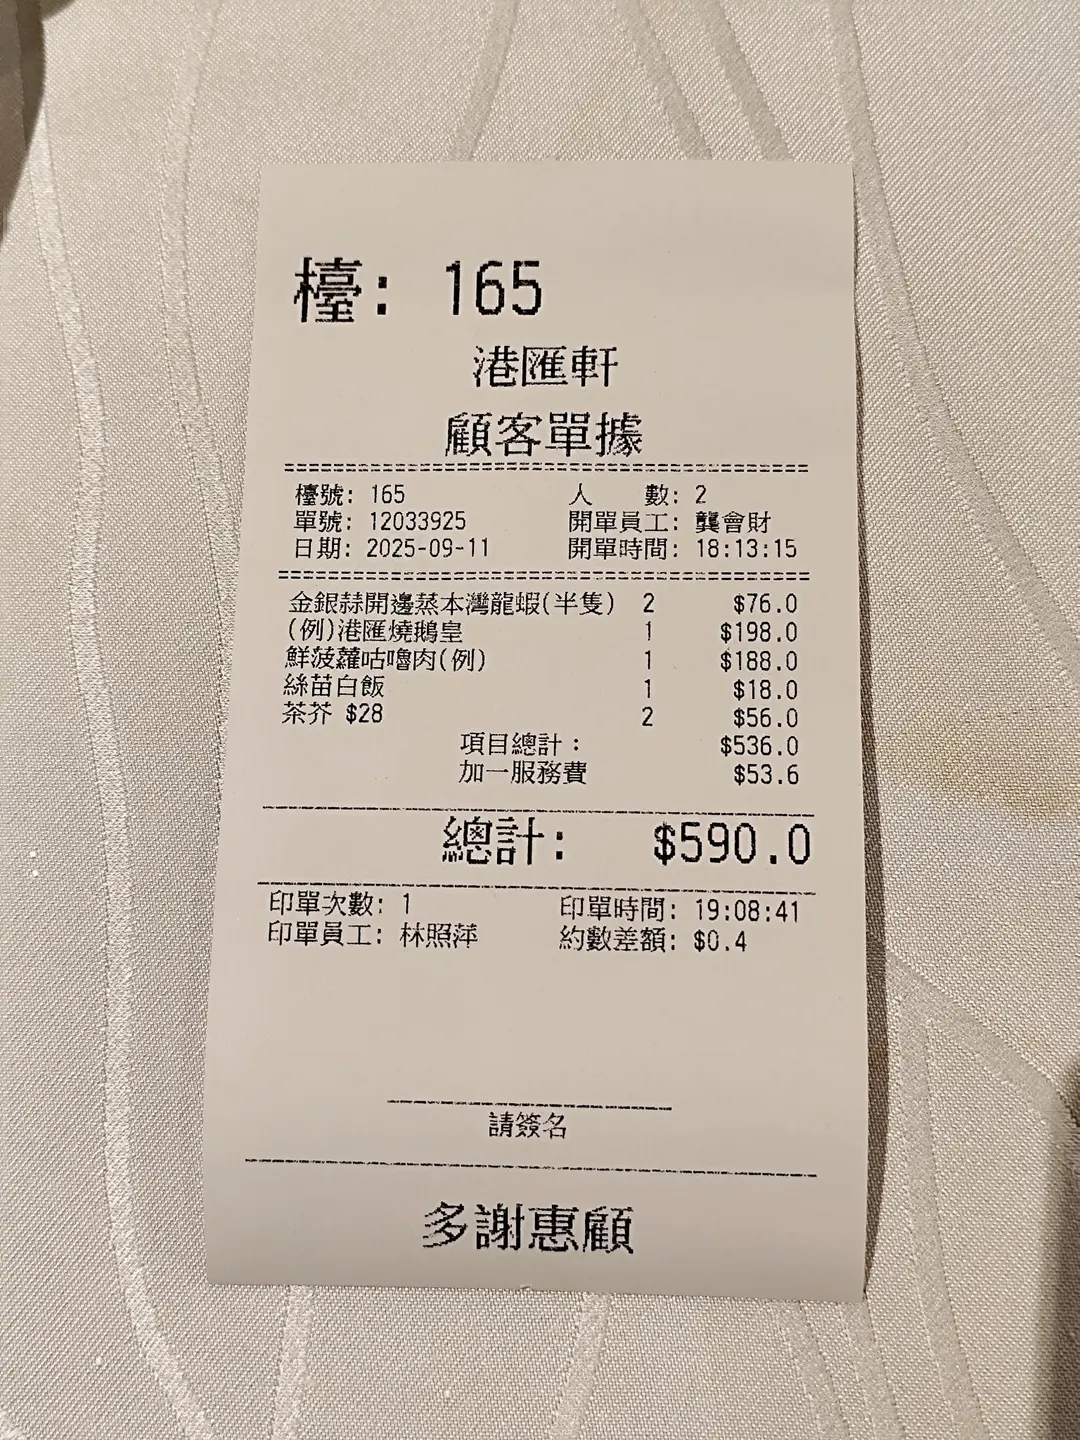 檯: 165
港匯軒
顧客單據
檯號: 165 人 數: 2
單號: 12033925 開單員工: 龔會財
日期: 2025-09-11 開單時間: 18:13:15
金銀蒜開邊蒸本灣龍蝦(半隻) 2 $76.0
(例)港匯燒鵝皇 1 $198.0
鮮菠蘿咕嚕肉(例) 1 $188.0
絲苗白飯 1 $18.0
茶芥 $28 2 $56.0
項目總計: $536.0
加一服務費 $53.6
總計: $590.0
印單次數: 1 印單時間: 19:08:41
印單員工: 林照萍 約數差額: $0.4
請簽名
多謝惠顧